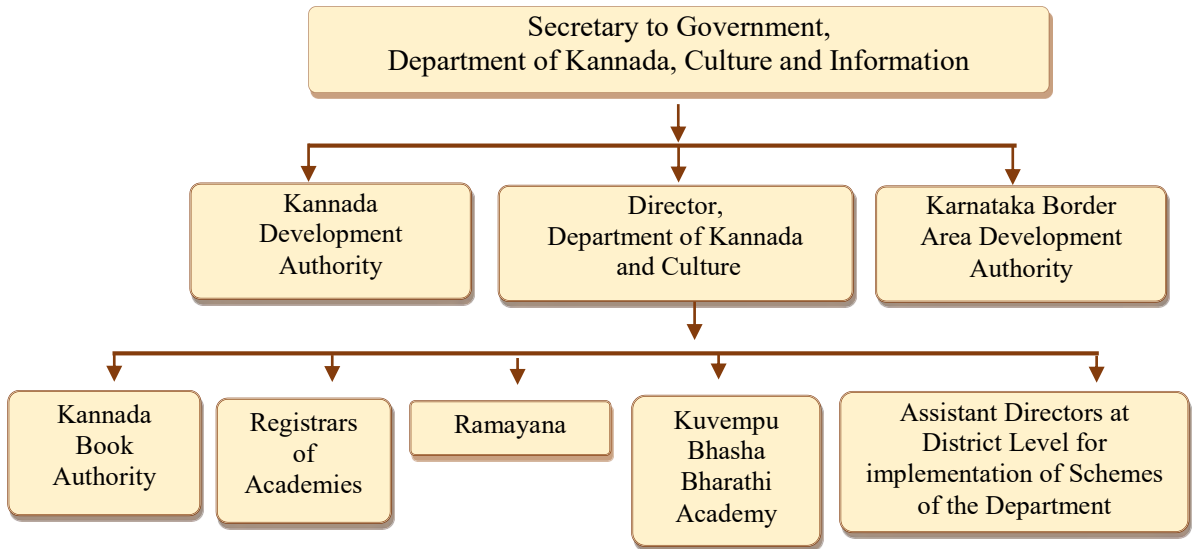 Secretary to Government,
Department of Kannada, Culture and Information
Kannada
Development
Authority
Director,
Department of Kannada
and Culture
Karnataka Border
Area Development
Authority
Kannada
Book
Authority
Registrars
of
Academies
Ramayana
Kuvempu
Bhasha
Bharathi
Academy
Assistant Directors at
District Level for
implementation of Schemes
of the Department